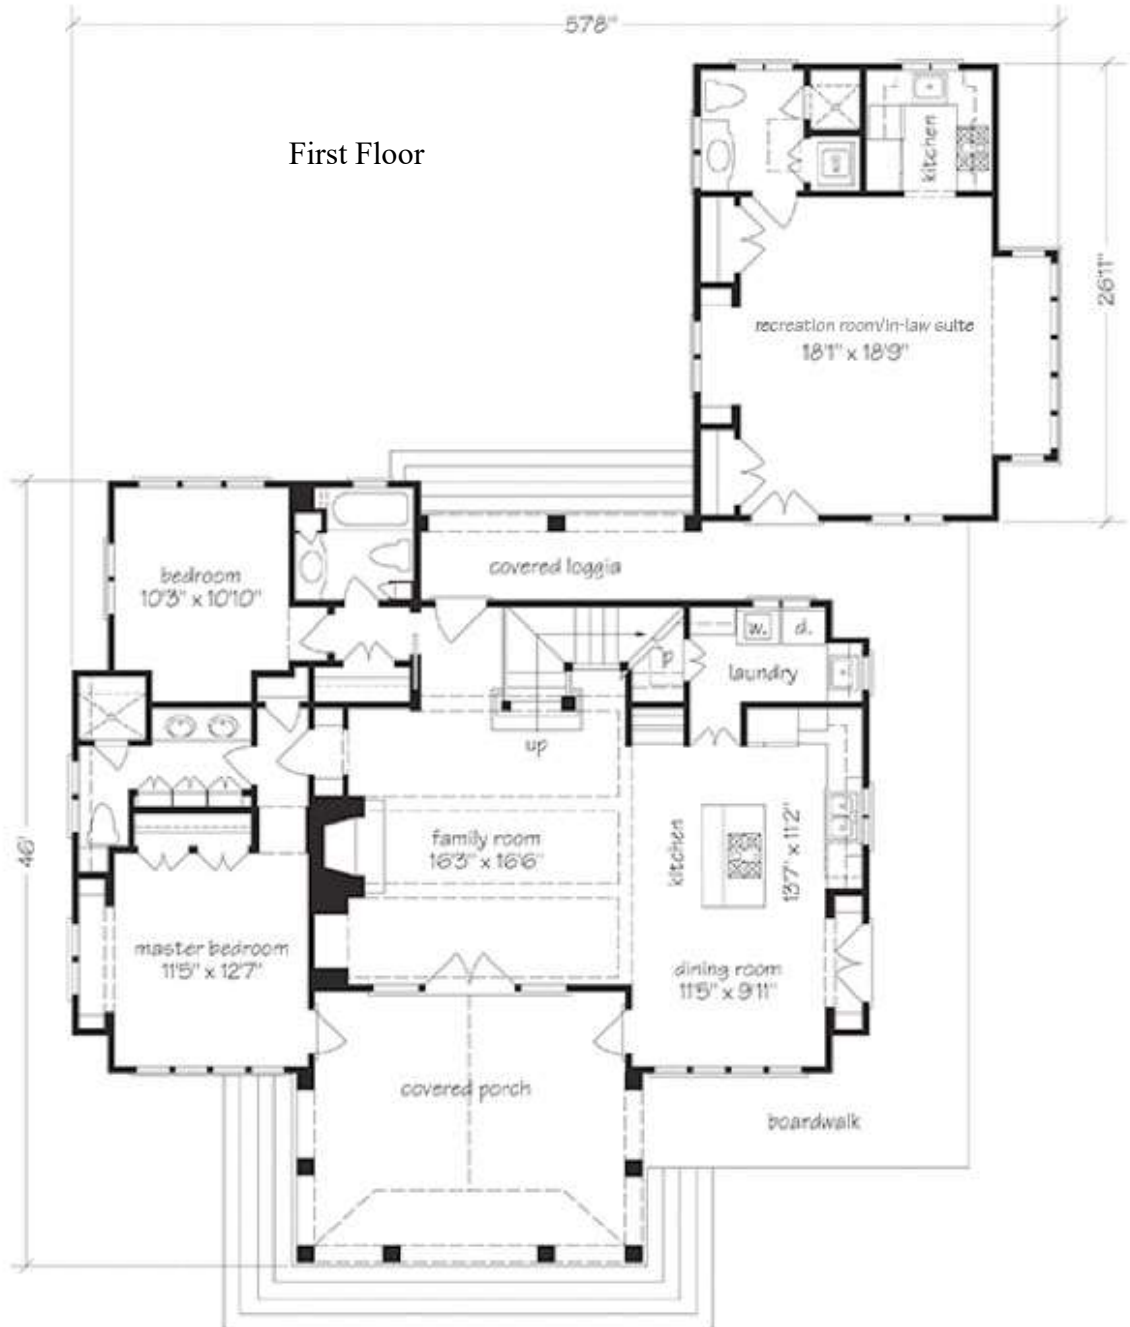 57'8"
First Floor
kitchen
26'11"
recreation room/in-law suite
18'1" x 18'9"
covered loggia
bedroom
10'3" x 10'10"
w.
d.
laundry
up
46'
family room
16'3" x 16'6"
kitchen
13'7" x 11'2"
master bedroom
11'5" x 12'7"
dining room
11'5" x 9'11"
covered porch
boardwalk